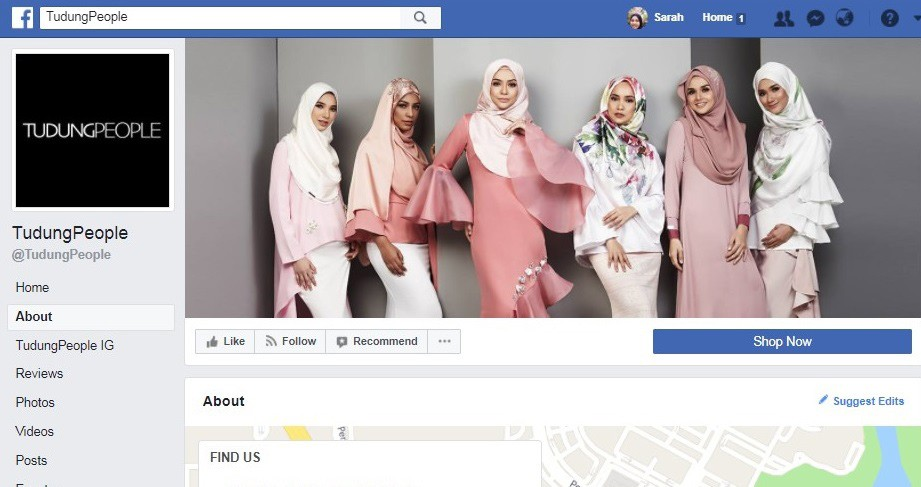 TudungPeople
Sarah
Home 1
TUDUNGPEOPLE
TudungPeople
@TudungPeople
Home
About
TudungPeople IG
Reviews
Photos
Videos
Posts
Like
Follow
Recommend
Shop Now
About
Suggest Edits
FIND US